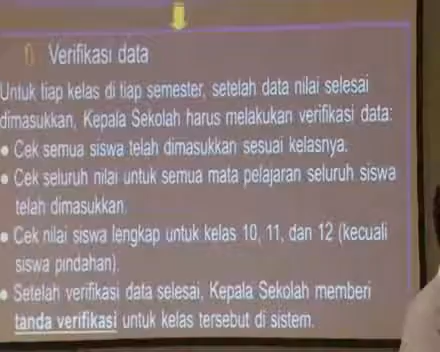 f) Verifikasi data
Untuk tiap kelas di tiap semester, setelah data nilai selesai
dimasukkan, Kepala Sekolah harus melakukan verifikasi data:
• Cek semua siswa telah dimasukkan sesuai kelasnya.
• Cek seluruh nilai untuk semua mata pelajaran seluruh siswa
telah dimasukkan.
• Cek nilai siswa lengkap untuk kelas 10, 11, dan 12 (kecuali
siswa pindahan).
• Setelah verifikasi data selesai, Kepala Sekolah memberi
tanda verifikasi untuk kelas tersebut di sistem.